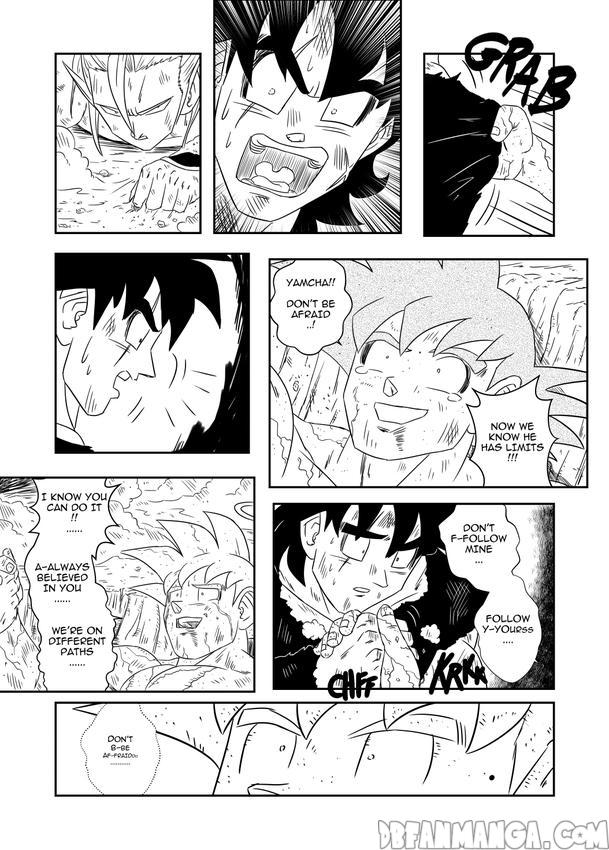 GRAB
YAMCHA!!
DON'T BE
AFRAID
..!
NOW WE
KNOW HE
HAS LIMITS
!!!
I KNOW YOU
CAN DO IT
!!
......
A-ALWAYS
BELIEVED
IN YOU
......
WE'RE ON
DIFFERENT
PATHS
......
DON'T
F-FOLLOW
MINE
...
FOLLOW
Y-YOURSS
....
CHFF
KRKK
DON'T
B-BE
AF-FRAIDD
.........
DBFANMANGA.COM